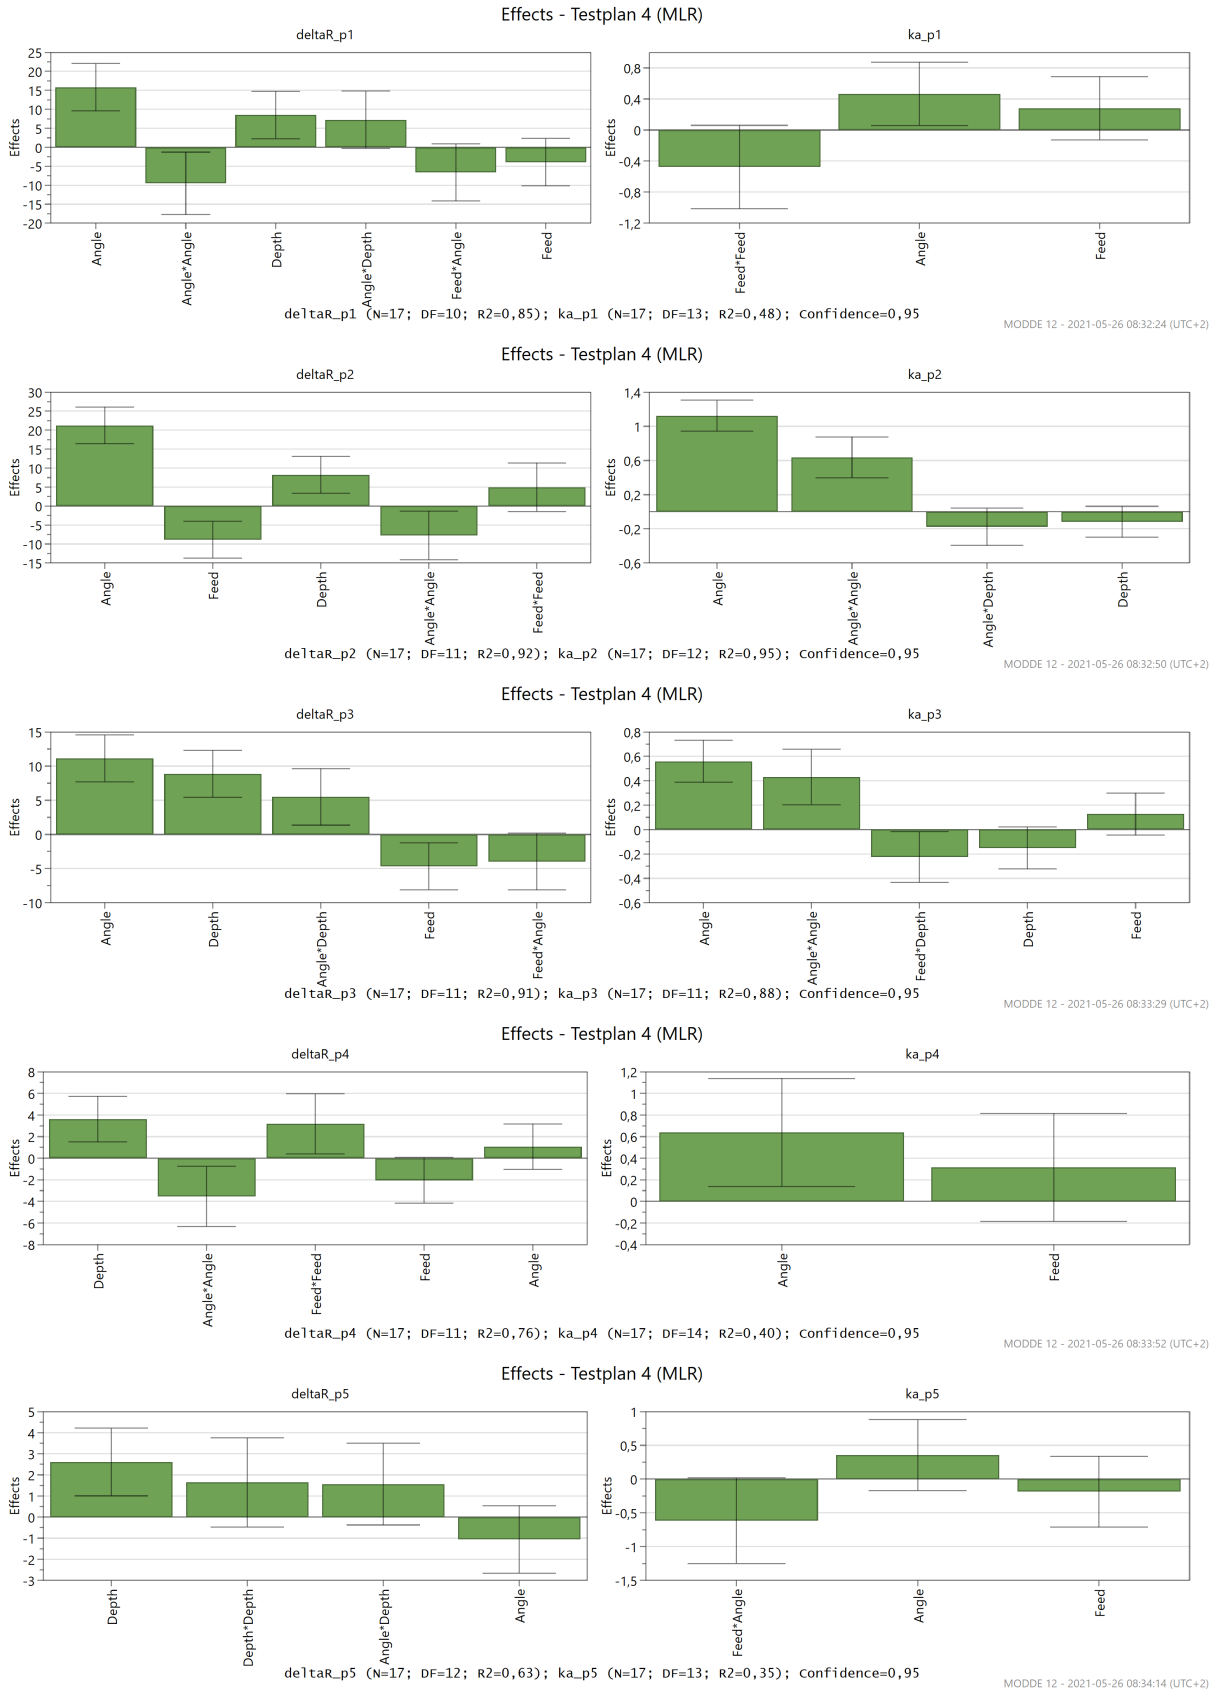 Effects - Testplan 4 (MLR)
deltaR_p1
ka_p1
Effects
25
20
15
10
5
0
-5
-10
-15
-20
Angle
Angle*Angle
Depth
Angle*Depth
Feed*Angle
Feed
Effects
0,8
0,4
0
-0,4
-0,8
-1,2
Feed*Feed
Angle
Feed
deltaR_p1 (N=17; DF=10; R2=0,85); ka_p1 (N=17; DF=13; R2=0,48); Confidence=0,95
MODDE 12 - 2021-05-26 08:32:24 (UTC+2)
Effects - Testplan 4 (MLR)
deltaR_p2
ka_p2
Effects
30
25
20
15
10
5
0
-5
-10
-15
Angle
Feed
Depth
Angle*Angle
Feed*Feed
Effects
1,4
1
0,6
0,2
-0,2
-0,6
Angle
Angle*Angle
Angle*Depth
Depth
deltaR_p2 (N=17; DF=11; R2=0,92); ka_p2 (N=17; DF=12; R2=0,95); Confidence=0,95
MODDE 12 - 2021-05-26 08:32:50 (UTC+2)
Effects - Testplan 4 (MLR)
deltaR_p3
ka_p3
Effects
15
10
5
0
-5
-10
Angle
Depth
Angle*Depth
Feed
Feed*Angle
Effects
0,8
0,6
0,4
0,2
0
-0,2
-0,4
-0,6
Angle
Angle*Angle
Feed*Depth
Depth
Feed
deltaR_p3 (N=17; DF=11; R2=0,91); ka_p3 (N=17; DF=11; R2=0,88); Confidence=0,95
MODDE 12 - 2021-05-26 08:33:29 (UTC+2)
Effects - Testplan 4 (MLR)
deltaR_p4
ka_p4
Effects
8
6
4
2
0
-2
-4
-6
-8
Depth
Angle*Angle
Feed*Feed
Feed
Angle
Effects
1,2
1
0,8
0,6
0,4
0,2
0
-0,2
-0,4
Angle
Feed
deltaR_p4 (N=17; DF=11; R2=0,76); ka_p4 (N=17; DF=14; R2=0,40); Confidence=0,95
MODDE 12 - 2021-05-26 08:33:52 (UTC+2)
Effects - Testplan 4 (MLR)
deltaR_p5
ka_p5
Effects
5
4
3
2
1
0
-1
-2
-3
Depth
Depth*Depth
Angle*Depth
Angle
Effects
1
0,5
0
-0,5
-1
-1,5
Feed*Angle
Angle
Feed
deltaR_p5 (N=17; DF=12; R2=0,63); ka_p5 (N=17; DF=13; R2=0,35); Confidence=0,95
MODDE 12 - 2021-05-26 08:34:14 (UTC+2)